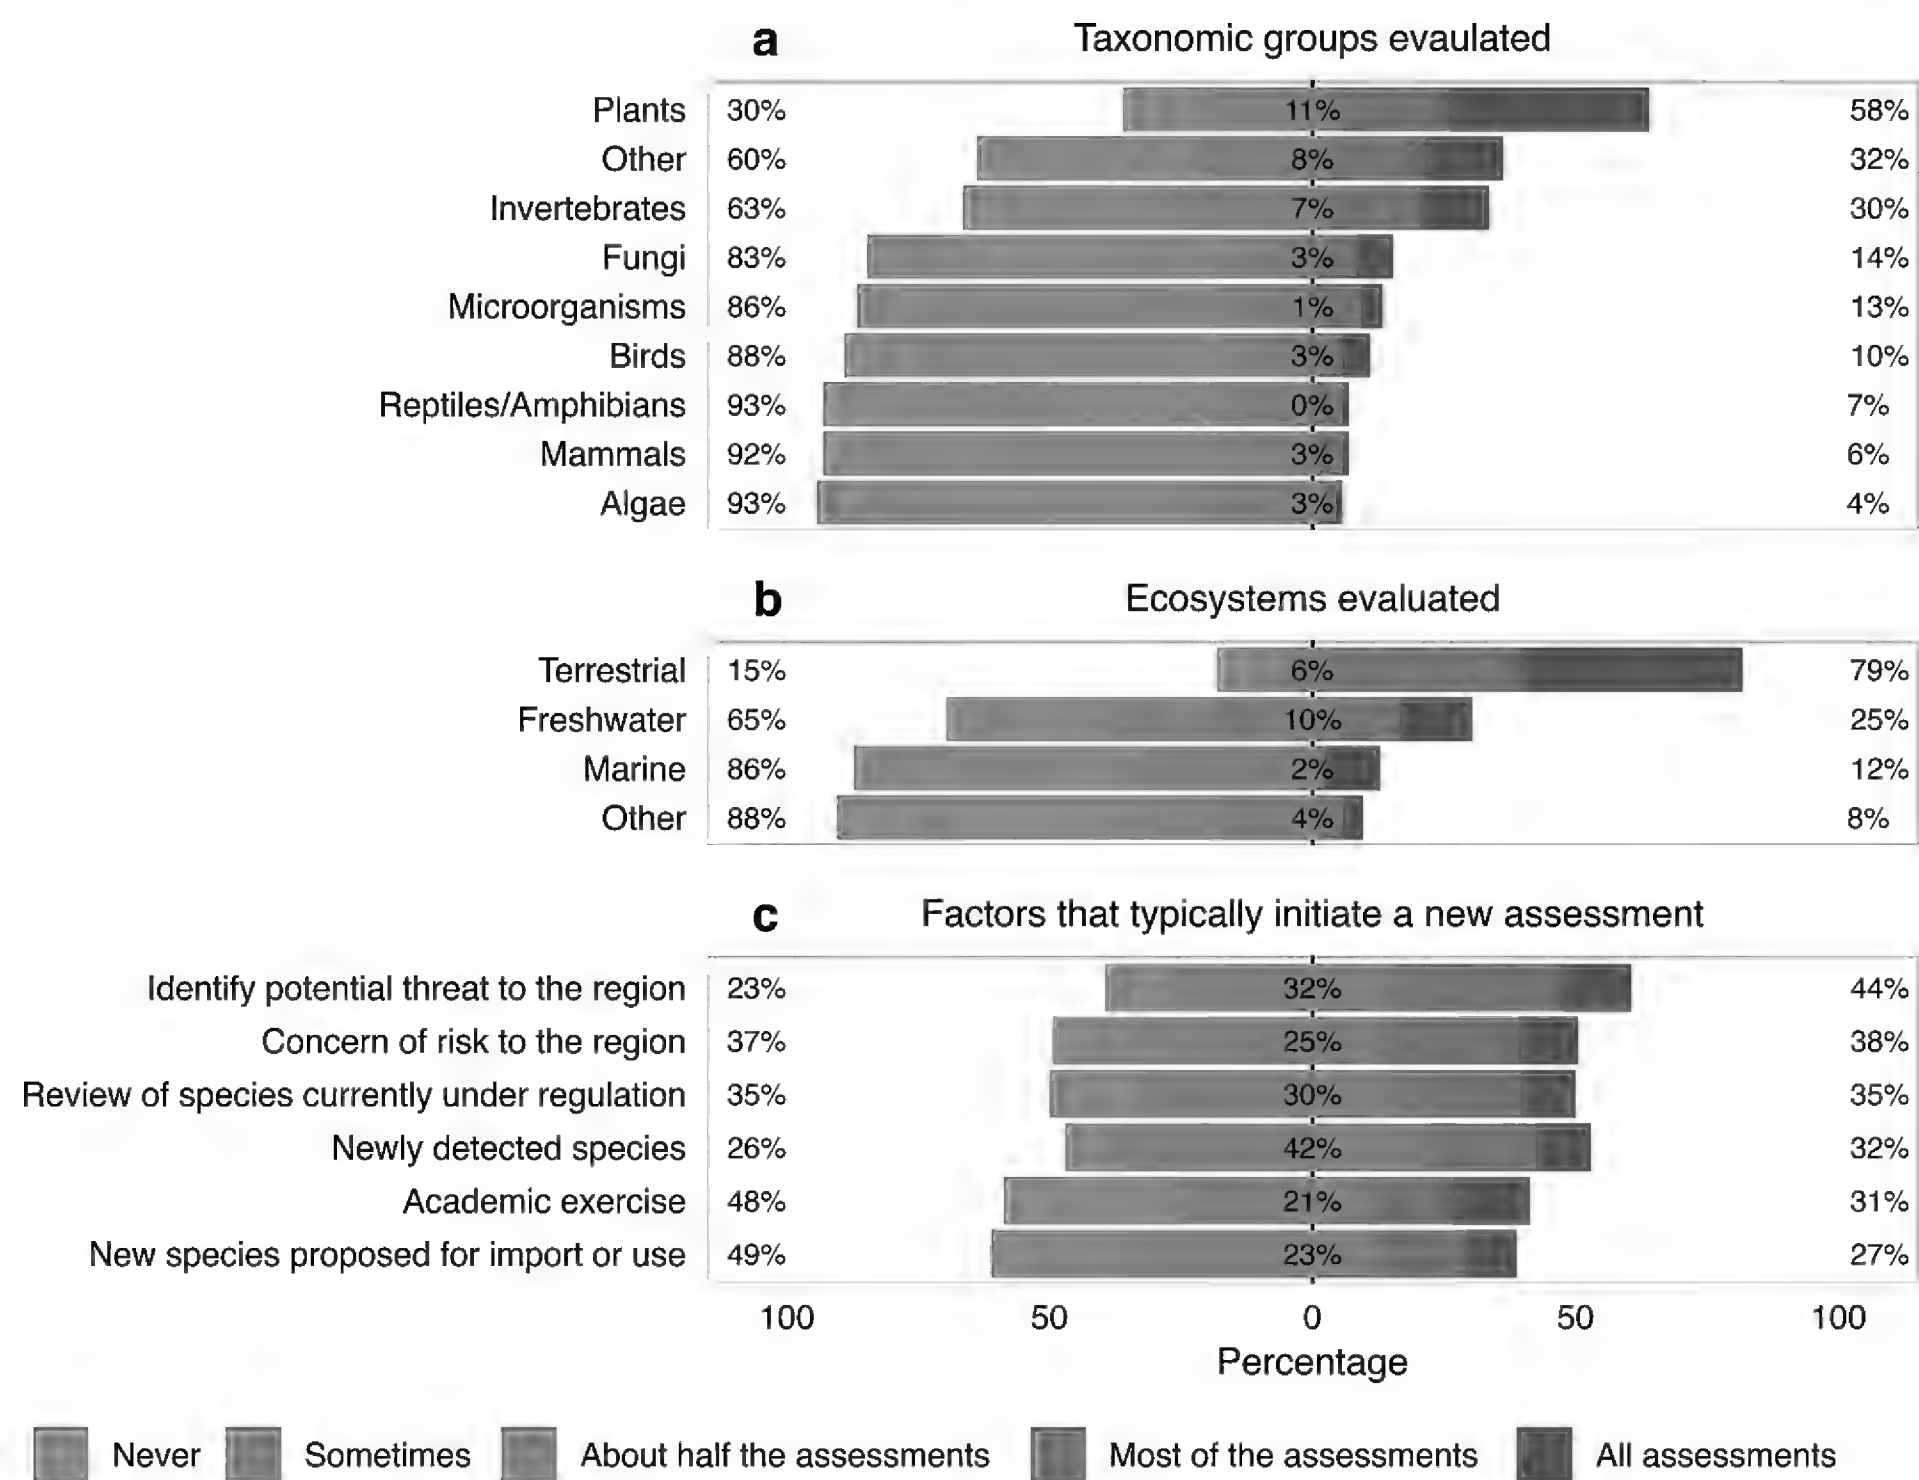 a Taxonomic groups evaulated
Plants 30% 11% 58%
Other 60% 8% 32%
Invertebrates 63% 7% 30%
Fungi 83% 3% 14%
Microorganisms 86% 1% 13%
Birds 88% 3% 10%
Reptiles/Amphibians 93% 0% 7%
Mammals 92% 3% 6%
Algae 93% 3% 4%
b Ecosystems evaluated
Terrestrial 15% 6% 79%
Freshwater 65% 10% 25%
Marine 86% 2% 12%
Other 88% 4% 8%
c Factors that typically initiate a new assessment
Identify potential threat to the region 23% 32% 44%
Concern of risk to the region 37% 25% 38%
Review of species currently under regulation 35% 30% 35%
Newly detected species 26% 42% 32%
Academic exercise 48% 21% 31%
New species proposed for import or use 49% 23% 27%
100 50 0 50 100
Percentage
Never Sometimes About half the assessments Most of the assessments All assessments